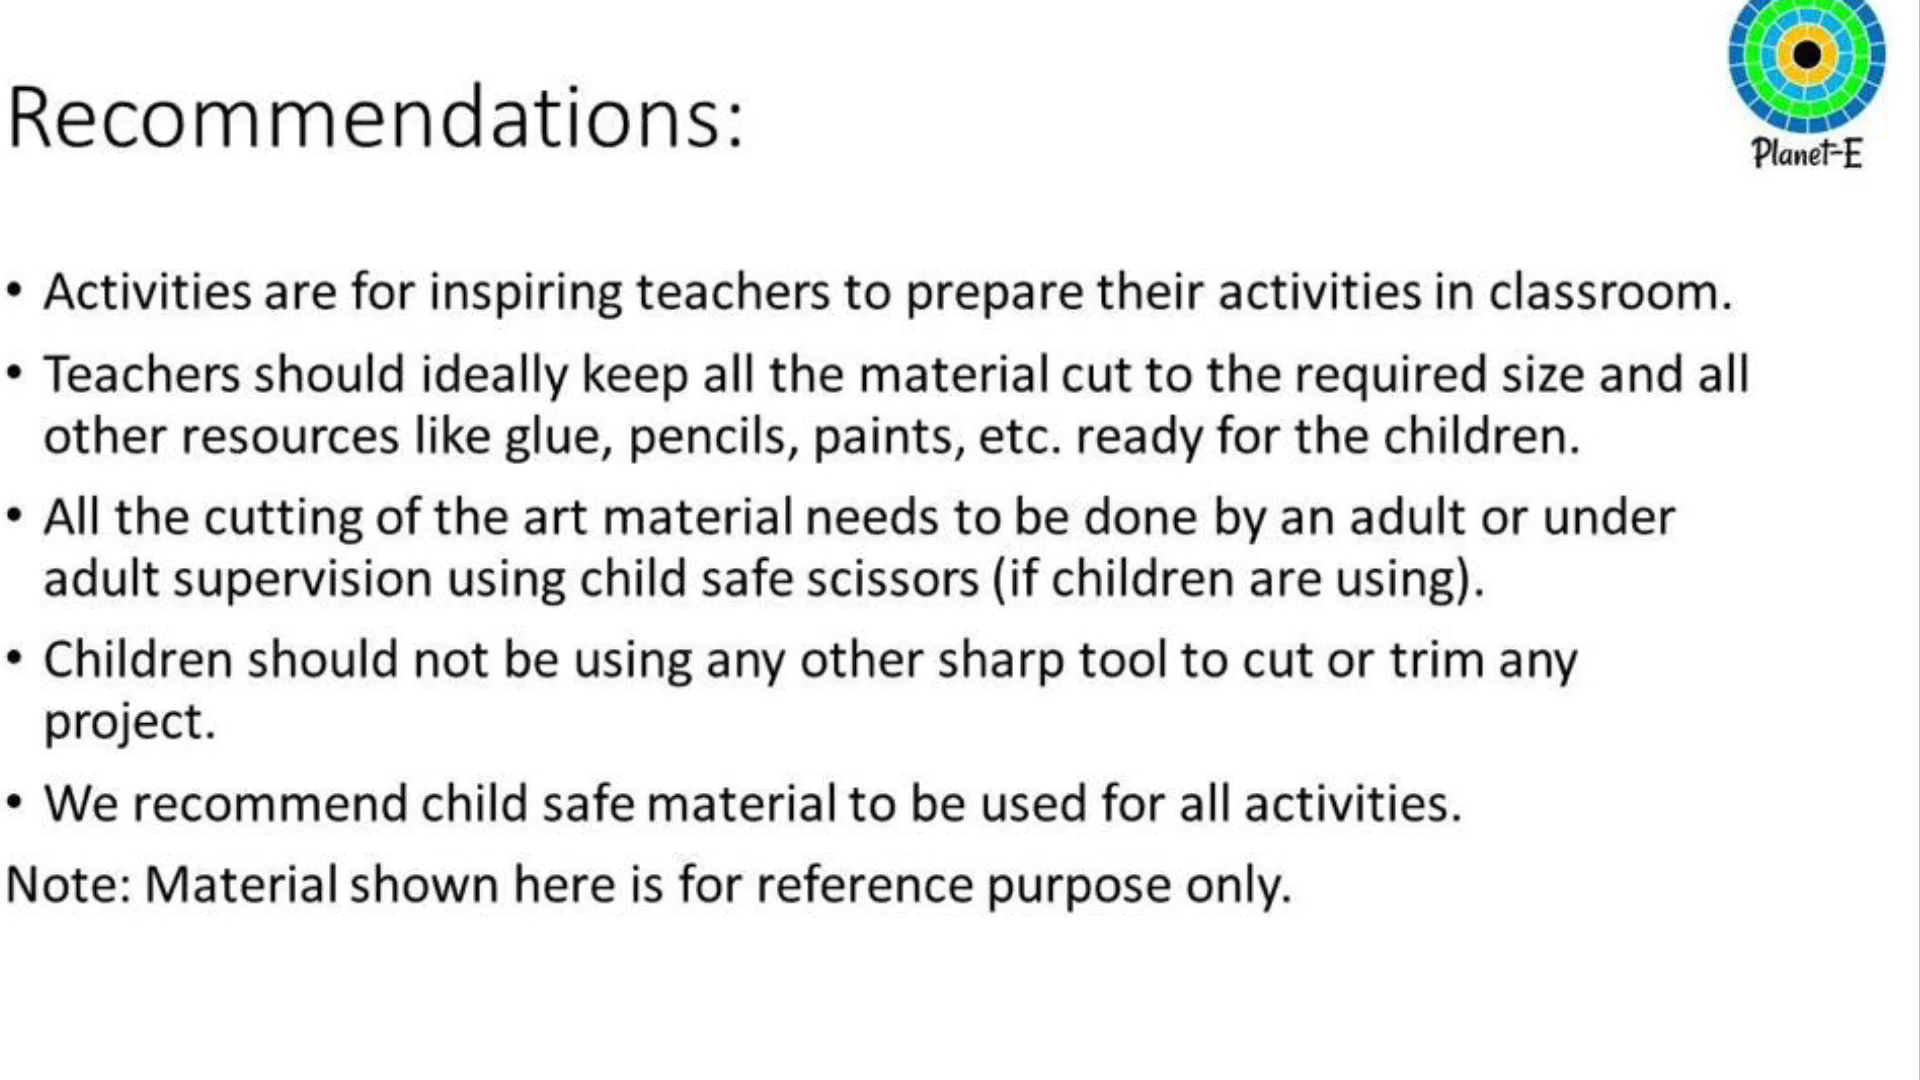 Planet-E
Recommendations:
• Activities are for inspiring teachers to prepare their activities in classroom.
• Teachers should ideally keep all the material cut to the required size and all
other resources like glue, pencils, paints, etc. ready for the children.
• All the cutting of the art material needs to be done by an adult or under
adult supervision using child safe scissors (if children are using).
• Children should not be using any other sharp tool to cut or trim any
project.
• We recommend child safe material to be used for all activities.
Note: Material shown here is for reference purpose only.